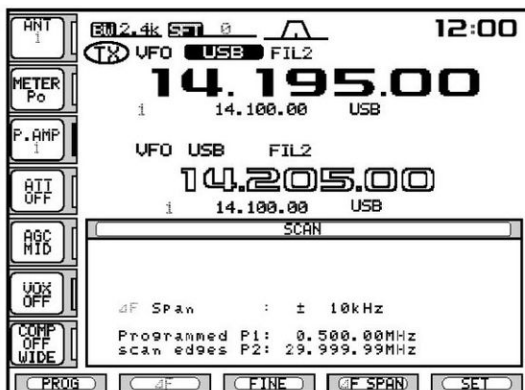 ANT
1
BW 2.4k SFT 0
12:00
TX VFO USB FIL2
METER
Po
14.195.00
1 14.100.00 USB
P.AMP
1
VFO USB FIL2
ATT
OFF
14.205.00
1 14.100.00 USB
AGC
MID
SCAN
VOX
OFF
⊿F Span : ± 10kHz
COMP
OFF
WIDE
Programmed P1: 0.500.00MHz
scan edges P2: 29.999.99MHz
PROG ⊿F FINE ⊿F SPAN SET